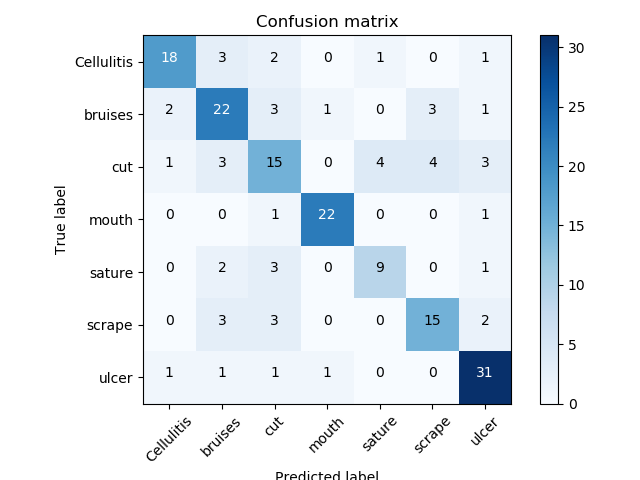 Confusion matrix
Cellulitis 18 3 2 0 1 0 1
bruises 2 22 3 1 0 3 1
cut 1 3 15 0 4 4 3
mouth 0 0 1 22 0 0 1
sature 0 2 3 0 9 0 1
scrape 0 3 3 0 0 15 2
ulcer 1 1 1 1 0 0 31
True label
Cellulitis bruises cut mouth sature scrape ulcer
Predicted label
30
25
20
15
10
5
0